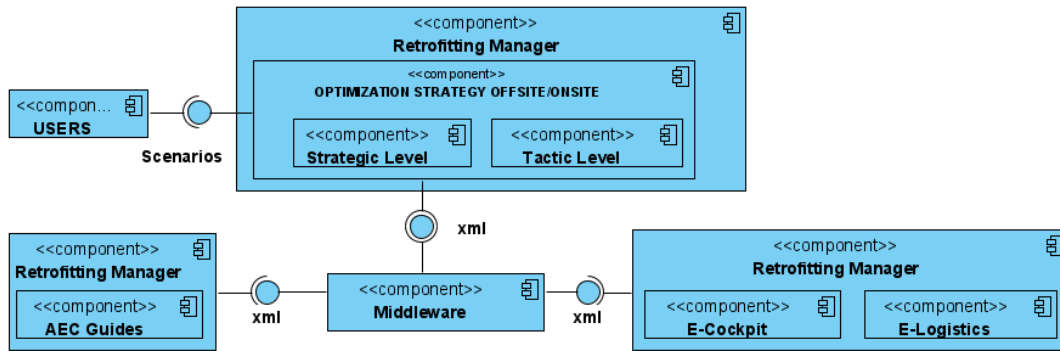 <<component>>
Retrofitting Manager
<<component>>
OPTIMIZATION STRATEGY OFFSITE/ONSITE
<<component>>
Strategic Level
<<component>>
Tactic Level
<<compon...
USERS
Scenarios
xml
<<component>>
Retrofitting Manager
<<component>>
AEC Guides
xml
<<component>>
Middleware
xml
<<component>>
Retrofitting Manager
<<component>>
E-Cockpit
<<component>>
E-Logistics